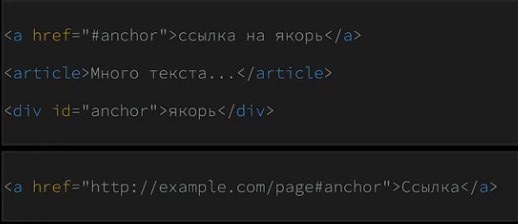 <a href="#anchor">ссылка на якорь</a>
<article>Много текста...</article>
<div id="anchor">якорь</div>
<a href="http://example.com/page#anchor">Ссылка</a>